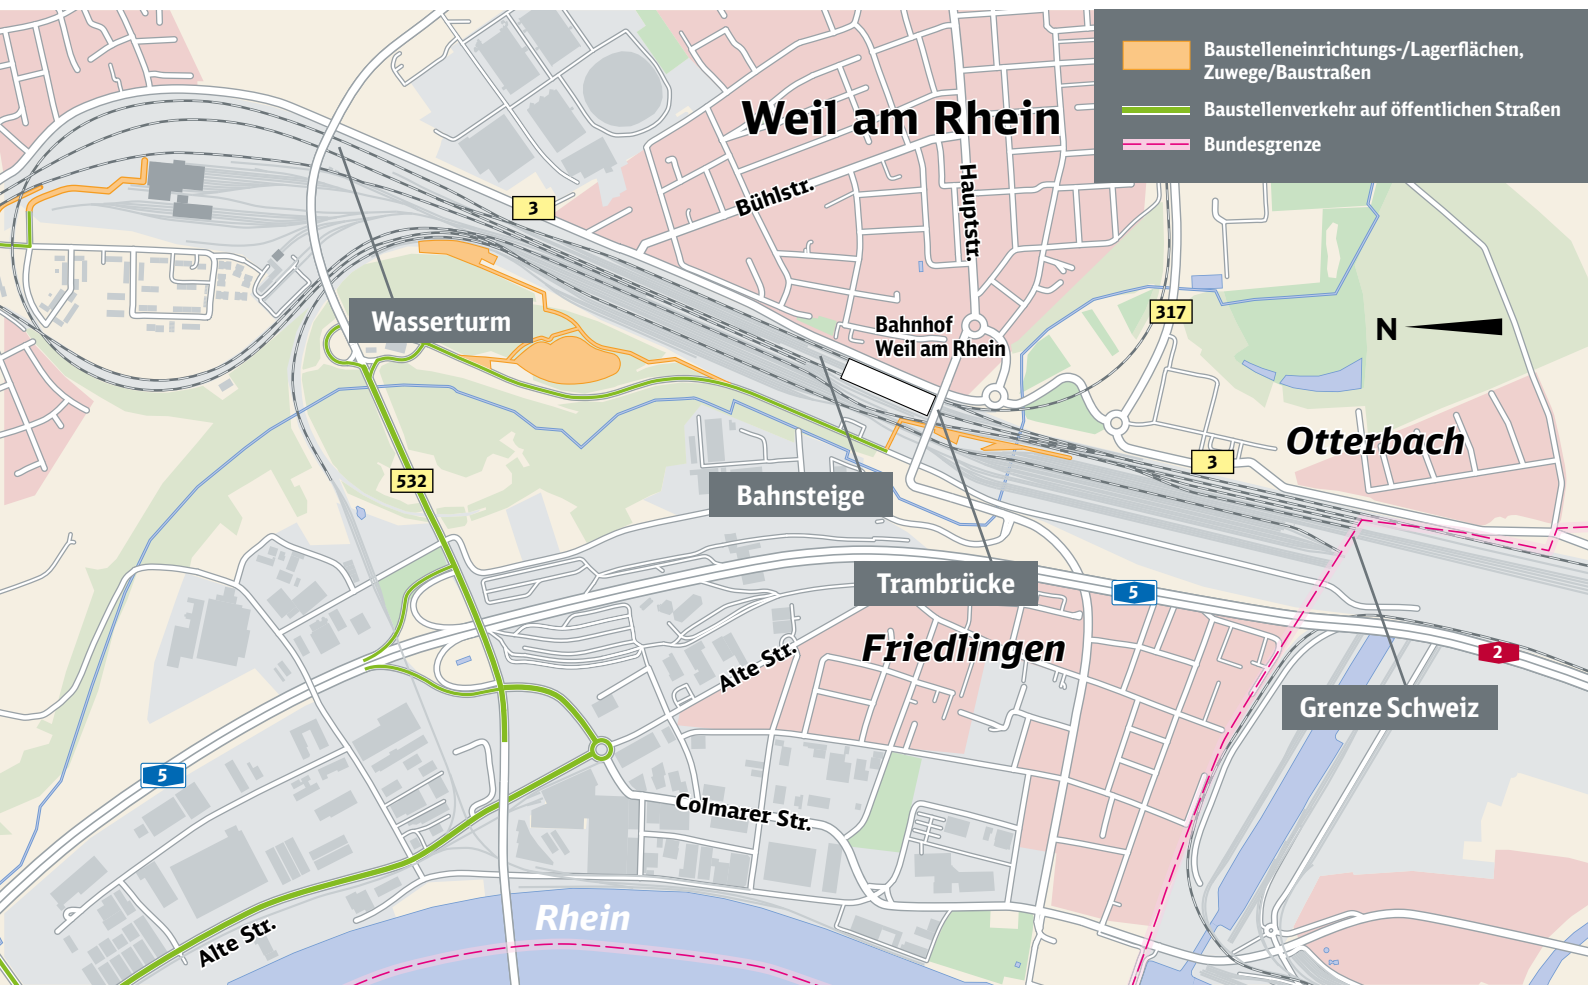 Baustelleneinrichtungs-/Lagerflächen,
Zuwege/Baustraßen
Baustellenverkehr auf öffentlichen Straßen
Bundesgrenze
Weil am Rhein
Bühlstr.
Hauptstr.
3
317
N
Bahnhof
Weil am Rhein
Wasserturm
Otterbach
3
532
Bahnsteige
Trambrücke
5
Friedlingen
Alte Str.
2
Grenze Schweiz
5
Colmarer Str.
Rhein
Alte Str.